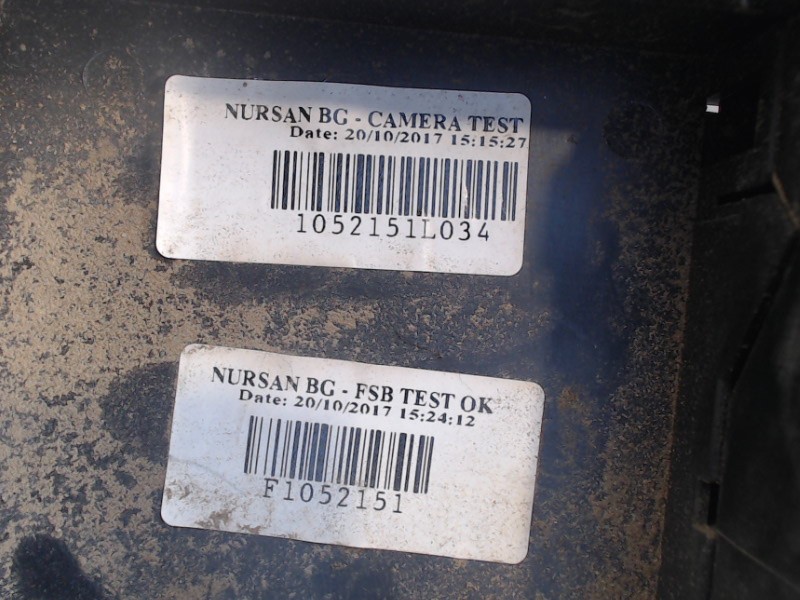 NURSAN BG - CAMERA TEST
Date: 20/10/2017 15:15:27
1052151L034
NURSAN BG - FSB TEST OK
Date: 20/10/2017 15:24:12
F1052151